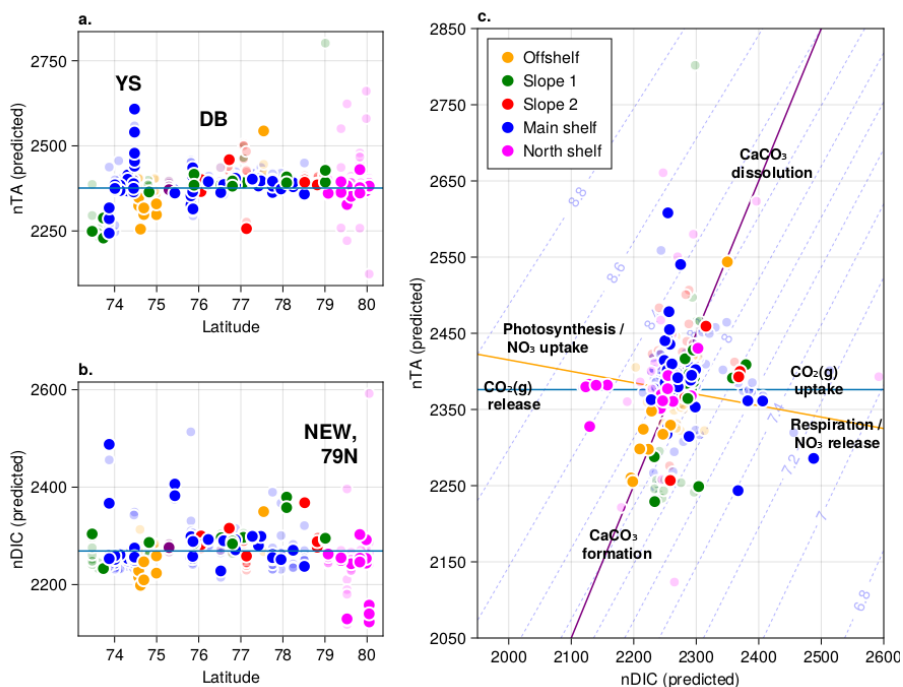 a.
nTA (predicted)
2750
2500
2250
YS
DB
74
75
76
77
78
79
80
Latitude
b.
nDIC (predicted)
2600
2400
2200
NEW,
79N
74
75
76
77
78
79
80
Latitude
c.
nTA (predicted)
2850
2750
2650
2550
2450
2350
2250
2150
2050
Offshelf
Slope 1
Slope 2
Main shelf
North shelf
CaCO₃
dissolution
8.8
8.6
8
Photosynthesis /
NO₃ uptake
CO₂(g)
release
CO₂(g)
uptake
7.4
Respiration /
NO₃ release
7.2
7
CaCO₃
formation
6.8
2000
2100
2200
2300
2400
2500
2600
nDIC (predicted)